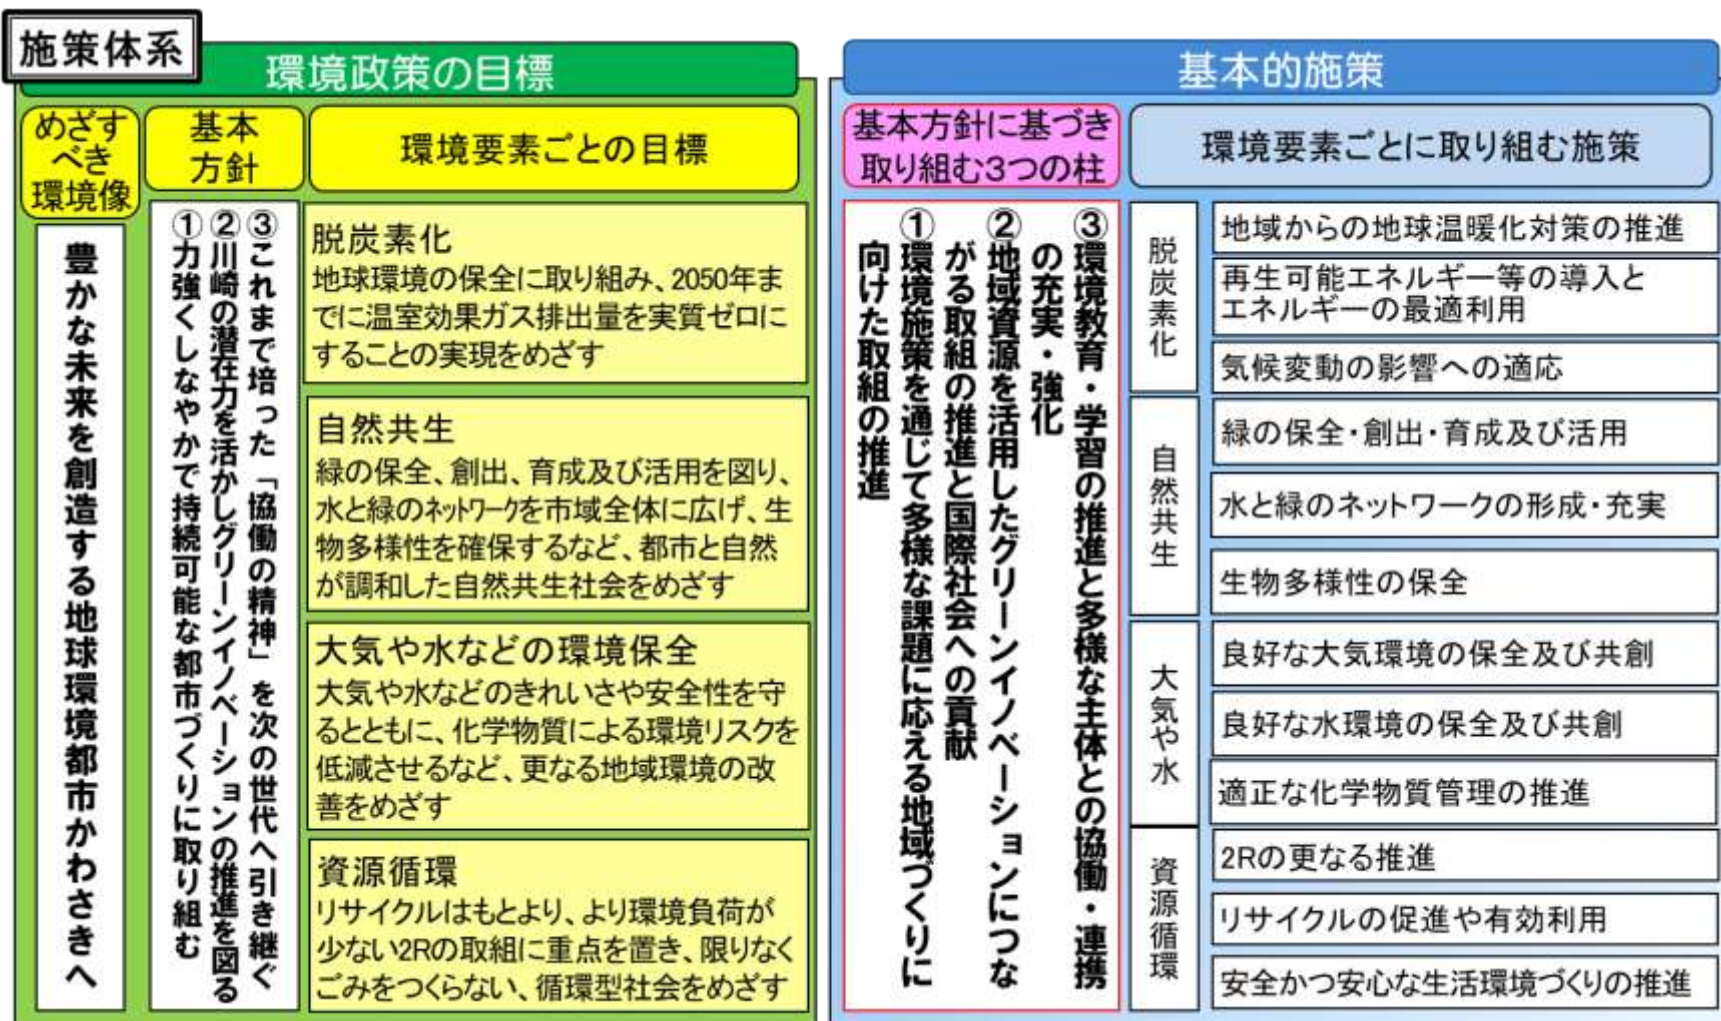 施策体系
環境政策の目標
めざす
べき
環境像
基本
方針
環境要素ごとの目標
豊かな未来を創造する地球環境都市かわさきへ
③これまで培った「協働の精神」を次の世代へ引き継ぐ
②川崎の潜在力を活かしグリーンイノベーションの推進を図る
①力強くしなやかで持続可能な都市づくりに取り組む
脱炭素化
地球環境の保全に取り組み、2050年ま
でに温室効果ガス排出量を実質ゼロに
することの実現をめざす
自然共生
緑の保全、創出、育成及び活用を図り、
水と緑のネットワークを市域全体に広げ、生
物多様性を確保するなど、都市と自然
が調和した自然共生社会をめざす
大気や水などの環境保全
大気や水などのきれいさや安全性を守
るとともに、化学物質による環境リスクを
低減させるなど、更なる地域環境の改
善をめざす
資源循環
リサイクルはもとより、より環境負荷が
少ない2Rの取組に重点を置き、限りなく
ごみをつくらない、循環型社会をめざす
基本的施策
基本方針に基づき
取り組む3つの柱
環境要素ごとに取り組む施策
③環境教育・学習の推進と多様な主体との協働・連携
の充実・強化
②地域資源を活用したグリーンイノベーションにつな
がる取組の推進と国際社会への貢献
①環境施策を通じて多様な課題に応える地域づくりに
向けた取組の推進
脱炭素化
地域からの地球温暖化対策の推進
再生可能エネルギー等の導入と
エネルギーの最適利用
気候変動の影響への適応
自然共生
緑の保全・創出・育成及び活用
水と緑のネットワークの形成・充実
生物多様性の保全
大気や水
良好な大気環境の保全及び共創
良好な水環境の保全及び共創
適正な化学物質管理の推進
資源循環
2Rの更なる推進
リサイクルの促進や有効利用
安全かつ安心な生活環境づくりの推進